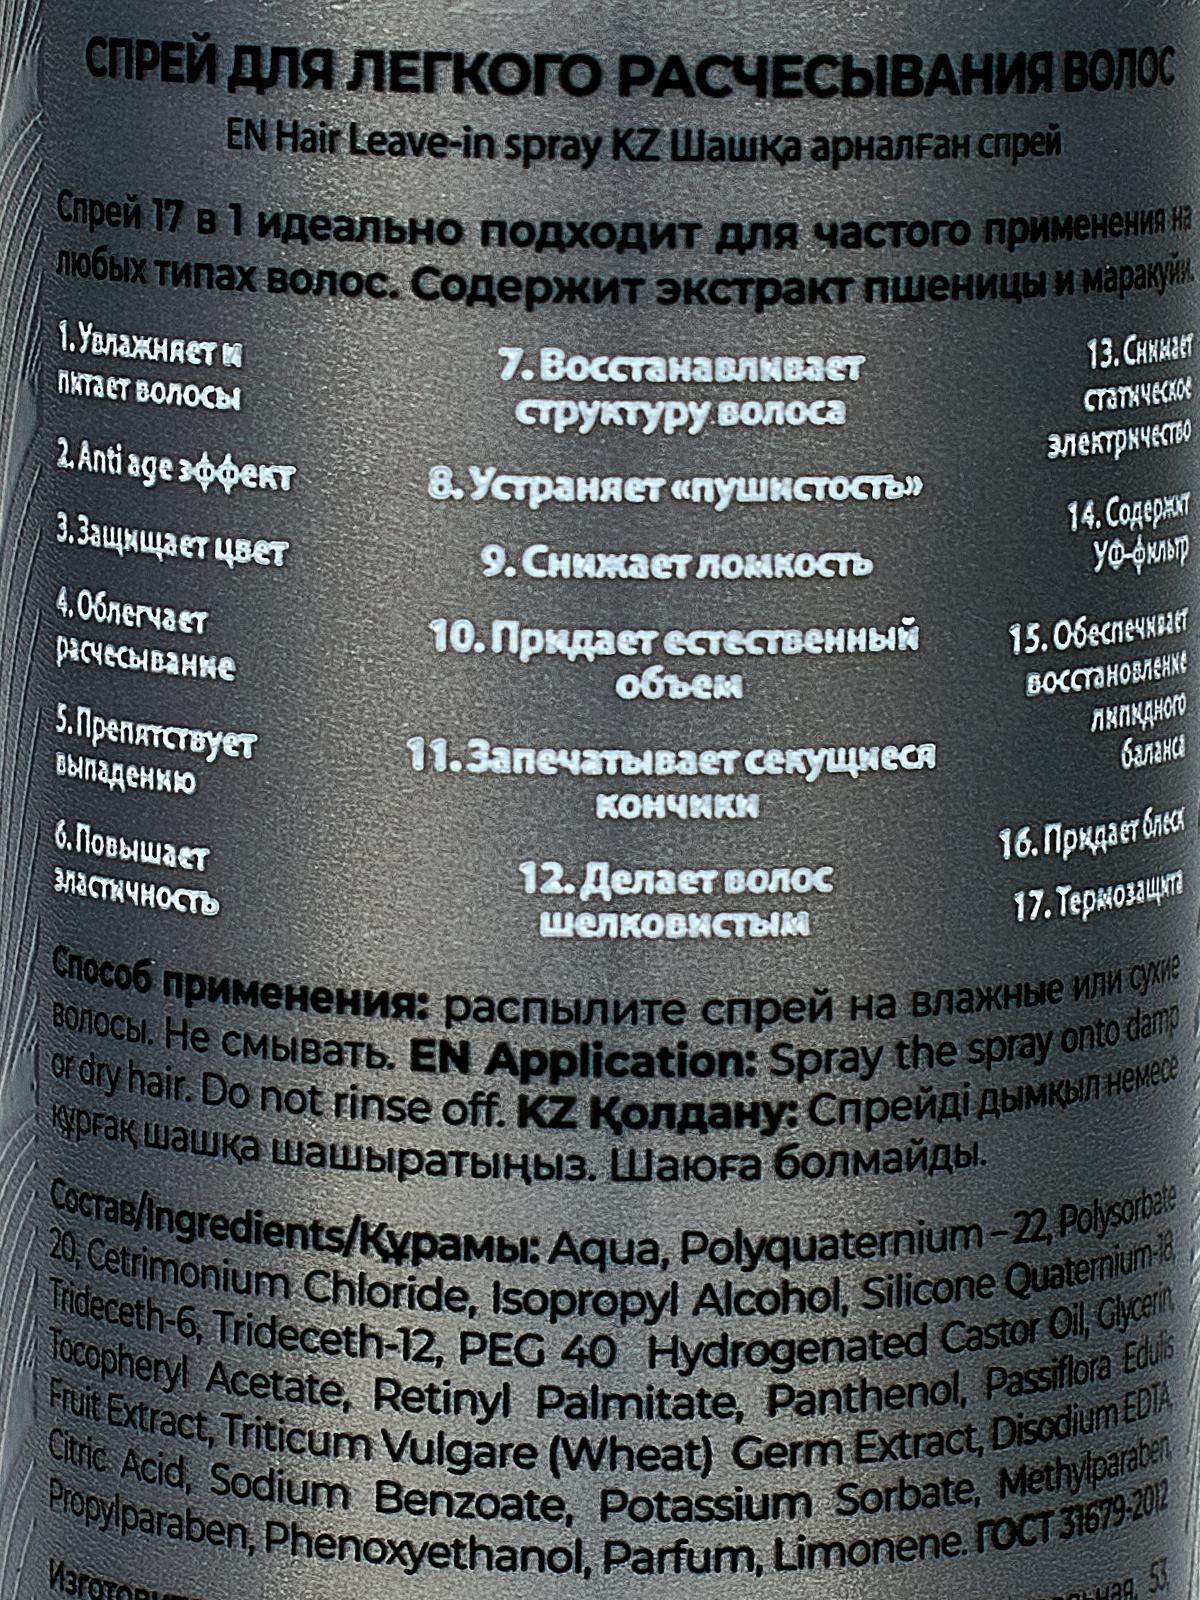 СПРЕЙ ДЛЯ ЛЕГКОГО РАСЧЕСЫВАНИЯ ВОЛОС
EN Hair Leave-in spray KZ Шашқа арналған спрей
Спрей 17 в 1 идеально подходит для частого применения на
любых типах волос. Содержит экстракт пшеницы и маракуйи.
1. Увлажняет и
питает волосы
2. Anti age эффект
3. Защищает цвет
4. Облегчает
расчесывание
5. Препятствует
выпадению
6. Повышает
эластичность
7. Восстанавливает
структуру волоса
8. Устраняет «пушистость»
9. Снижает ломкость
10. Придает естественный
объем
11. Запечатывает секущиеся
кончики
12. Делает волос
шелковистым
13. Снижает
статическое
электричество
14. Содержит
УФ-фильтр
15. Обеспечивает
восстановление
липидного
баланса
16. Придает блеск
17. Термозащита
Способ применения: распылите спрей на влажные или сухие
волосы. Не смывать. EN Application: Spray the spray onto damp
or dry hair. Do not rinse off. KZ Қолдану: Спрейді дымқыл немесе
құрғақ шашқа шашыратыңыз. Шаюға болмайды.
Состав/Ingredients/Құрамы: Aqua, Polyquaternium – 22, Polysorbate
20, Cetrimonium Chloride, Isopropyl Alcohol, Silicone Quaternium-18,
Trideceth-6, Trideceth-12, PEG 40 Hydrogenated Castor Oil, Glycerin,
Tocopheryl Acetate, Retinyl Palmitate, Panthenol, Passiflora Edulis
Fruit Extract, Triticum Vulgare (Wheat) Germ Extract, Disodium EDTA,
Citric Acid, Sodium Benzoate, Potassium Sorbate, Methylparaben,
Propylparaben, Phenoxyethanol, Parfum, Limonene. ГОСТ 31679-2012
53,